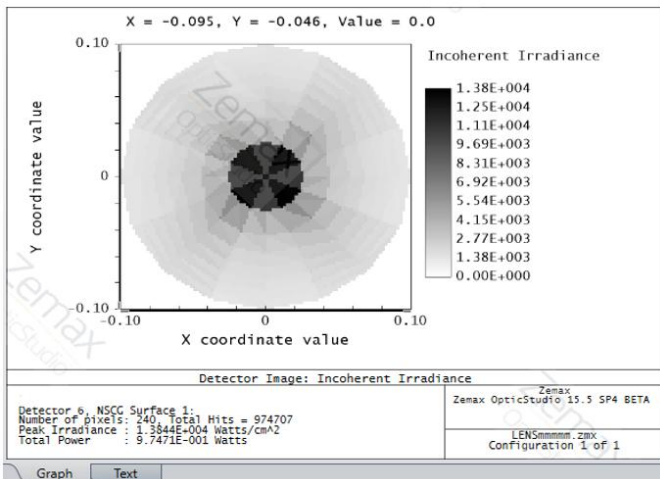 X = -0.095, Y = -0.046, Value = 0.0
0.10
0
-0.10
Y coordinate value
-0.10 0 0.10
X coordinate value
Incoherent Irradiance
1.38E+004
1.25E+004
1.11E+004
9.69E+003
8.31E+003
6.92E+003
5.54E+003
4.15E+003
2.77E+003
1.38E+003
0.00E+000
Zemax
OpticStudio
Zemax
OpticStudio
Detector Image: Incoherent Irradiance
Detector 6, NSCG Surface 1:
Number of pixels: 240, Total Hits = 974707
Peak Irradiance : 1.3844E+004 Watts/cm^2
Total Power : 9.7471E-001 Watts
Zemax
Zemax OpticStudio 15.5 SP4 BETA
LENSmmmmm.zmx
Configuration 1 of 1
Graph Text